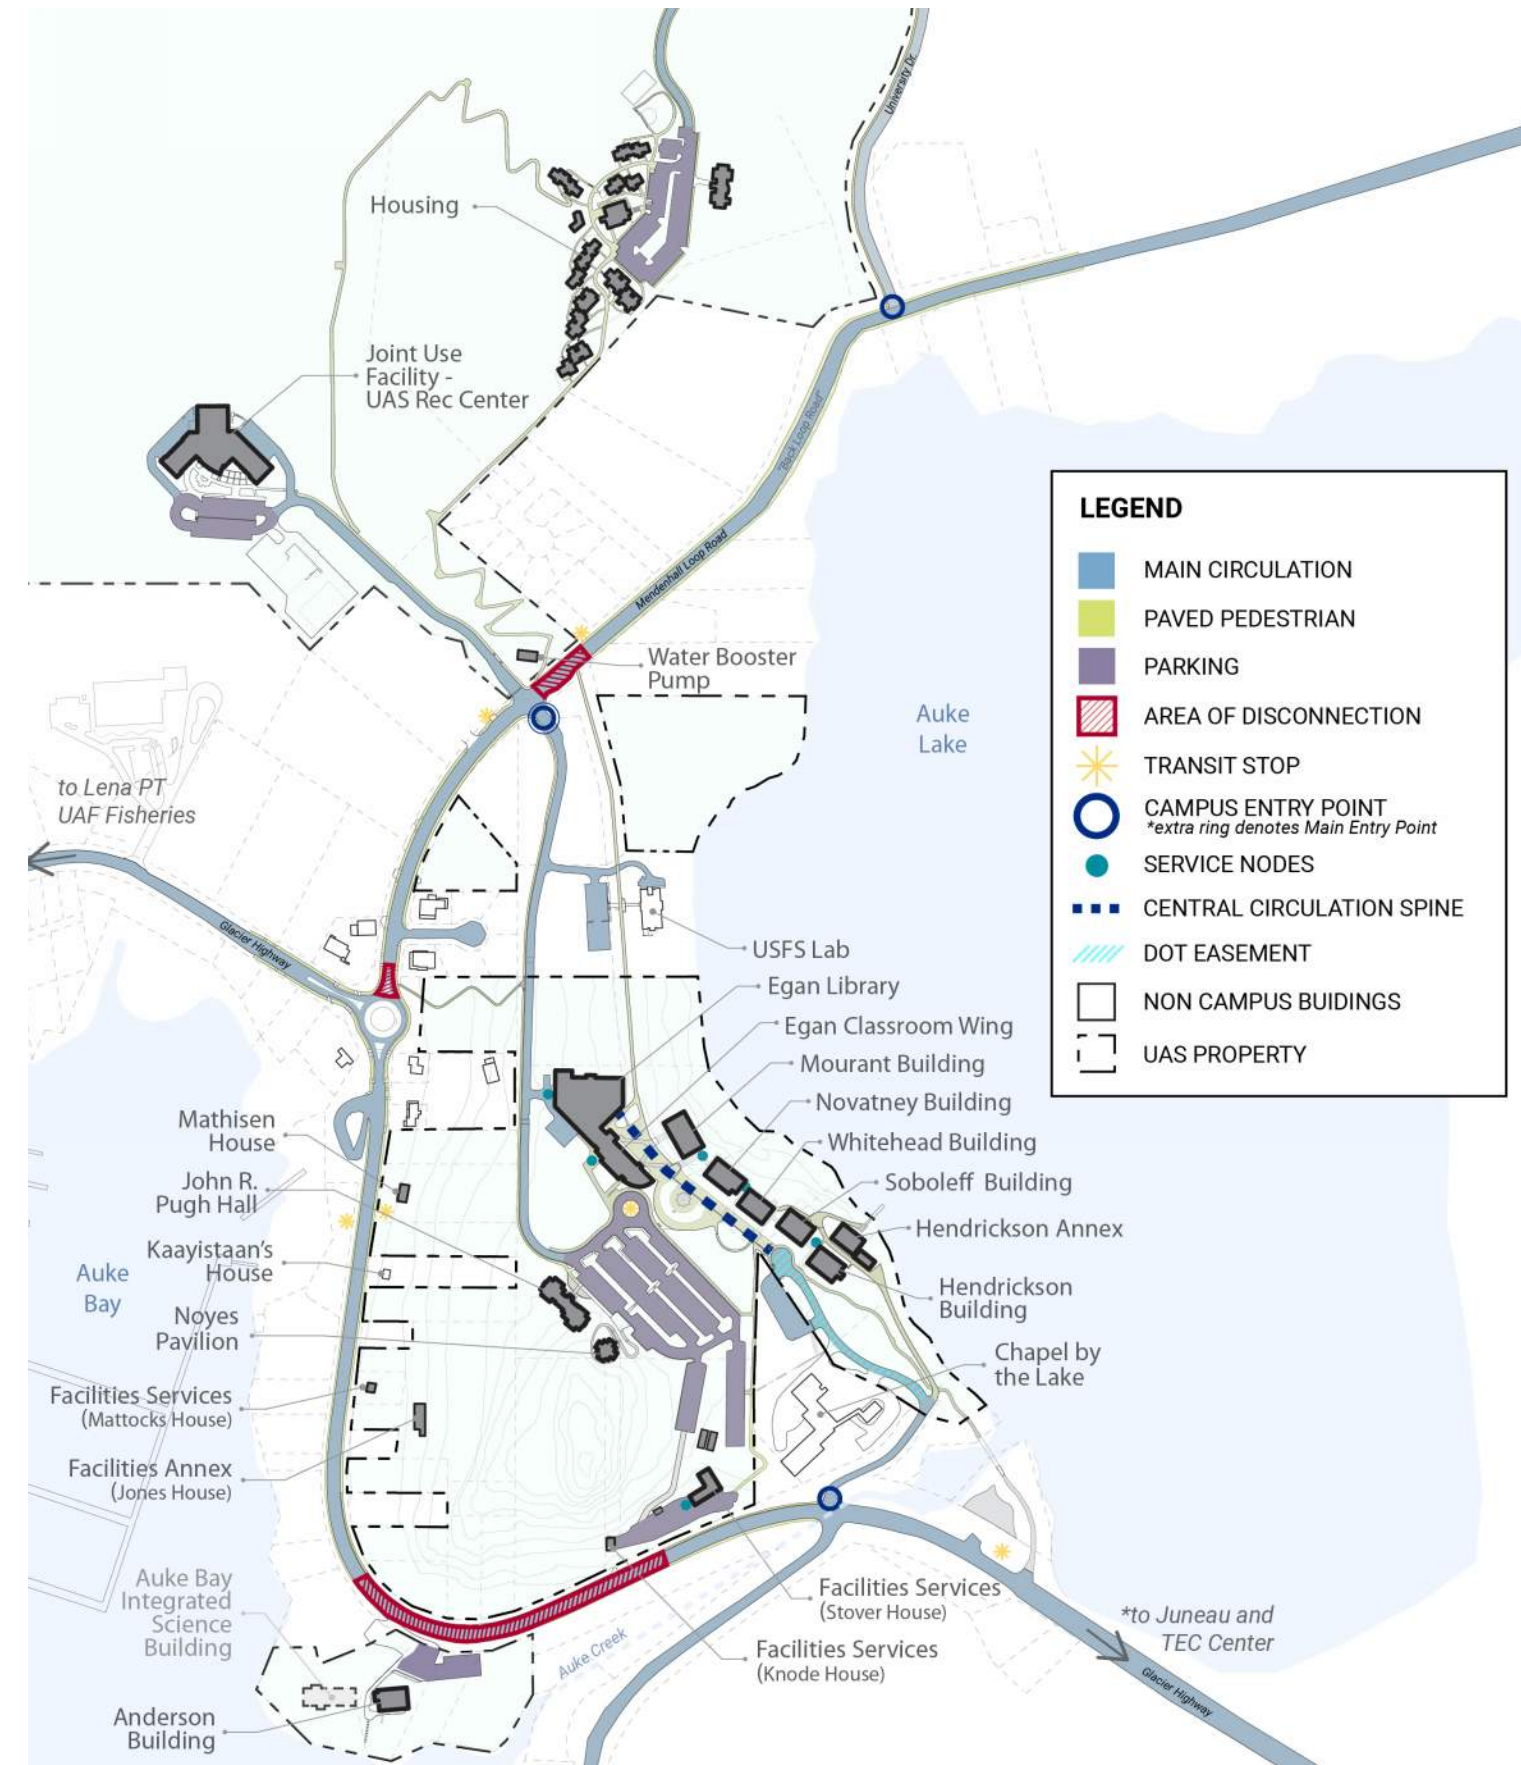 University Dr.
Housing
Joint Use
Facility -
UAS Rec Center
"Back Loop Road"
Mendenhall Loop Road
Water Booster
Pump
Auke
Lake
to Lena PT
UAF Fisheries
Glacier Highway
USFS Lab
Egan Library
Egan Classroom Wing
Mourant Building
Novatney Building
Whitehead Building
Soboleff Building
Hendrickson Annex
Hendrickson
Building
Chapel by
the Lake
Mathisen
House
John R.
Pugh Hall
Kaayistaan's
House
Auke
Bay
Noyes
Pavilion
Facilities Services
(Mattocks House)
Facilities Annex
(Jones House)
Auke Bay
Integrated
Science
Building
Anderson
Building
Auke Creek
Facilities Services
(Stover House)
Facilities Services
(Knode House)
*to Juneau and
TEC Center
Glacier Highway
LEGEND
MAIN CIRCULATION
PAVED PEDESTRIAN
PARKING
AREA OF DISCONNECTION
TRANSIT STOP
CAMPUS ENTRY POINT
*extra ring denotes Main Entry Point
SERVICE NODES
CENTRAL CIRCULATION SPINE
DOT EASEMENT
NON CAMPUS BUIDINGS
UAS PROPERTY